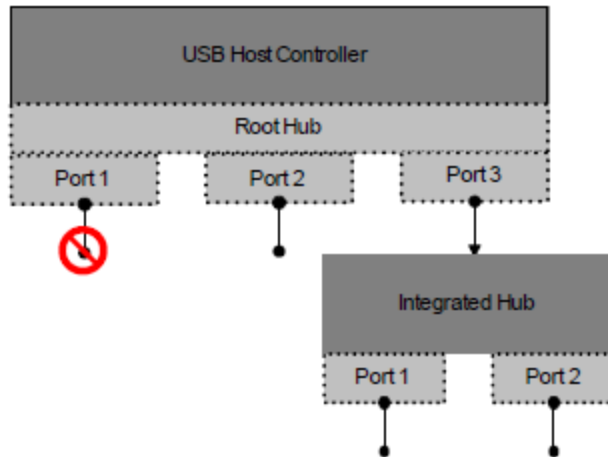 USB Host Controller
Root Hub
Port 1
Port 2
Port 3
Integrated Hub
Port 1
Port 2